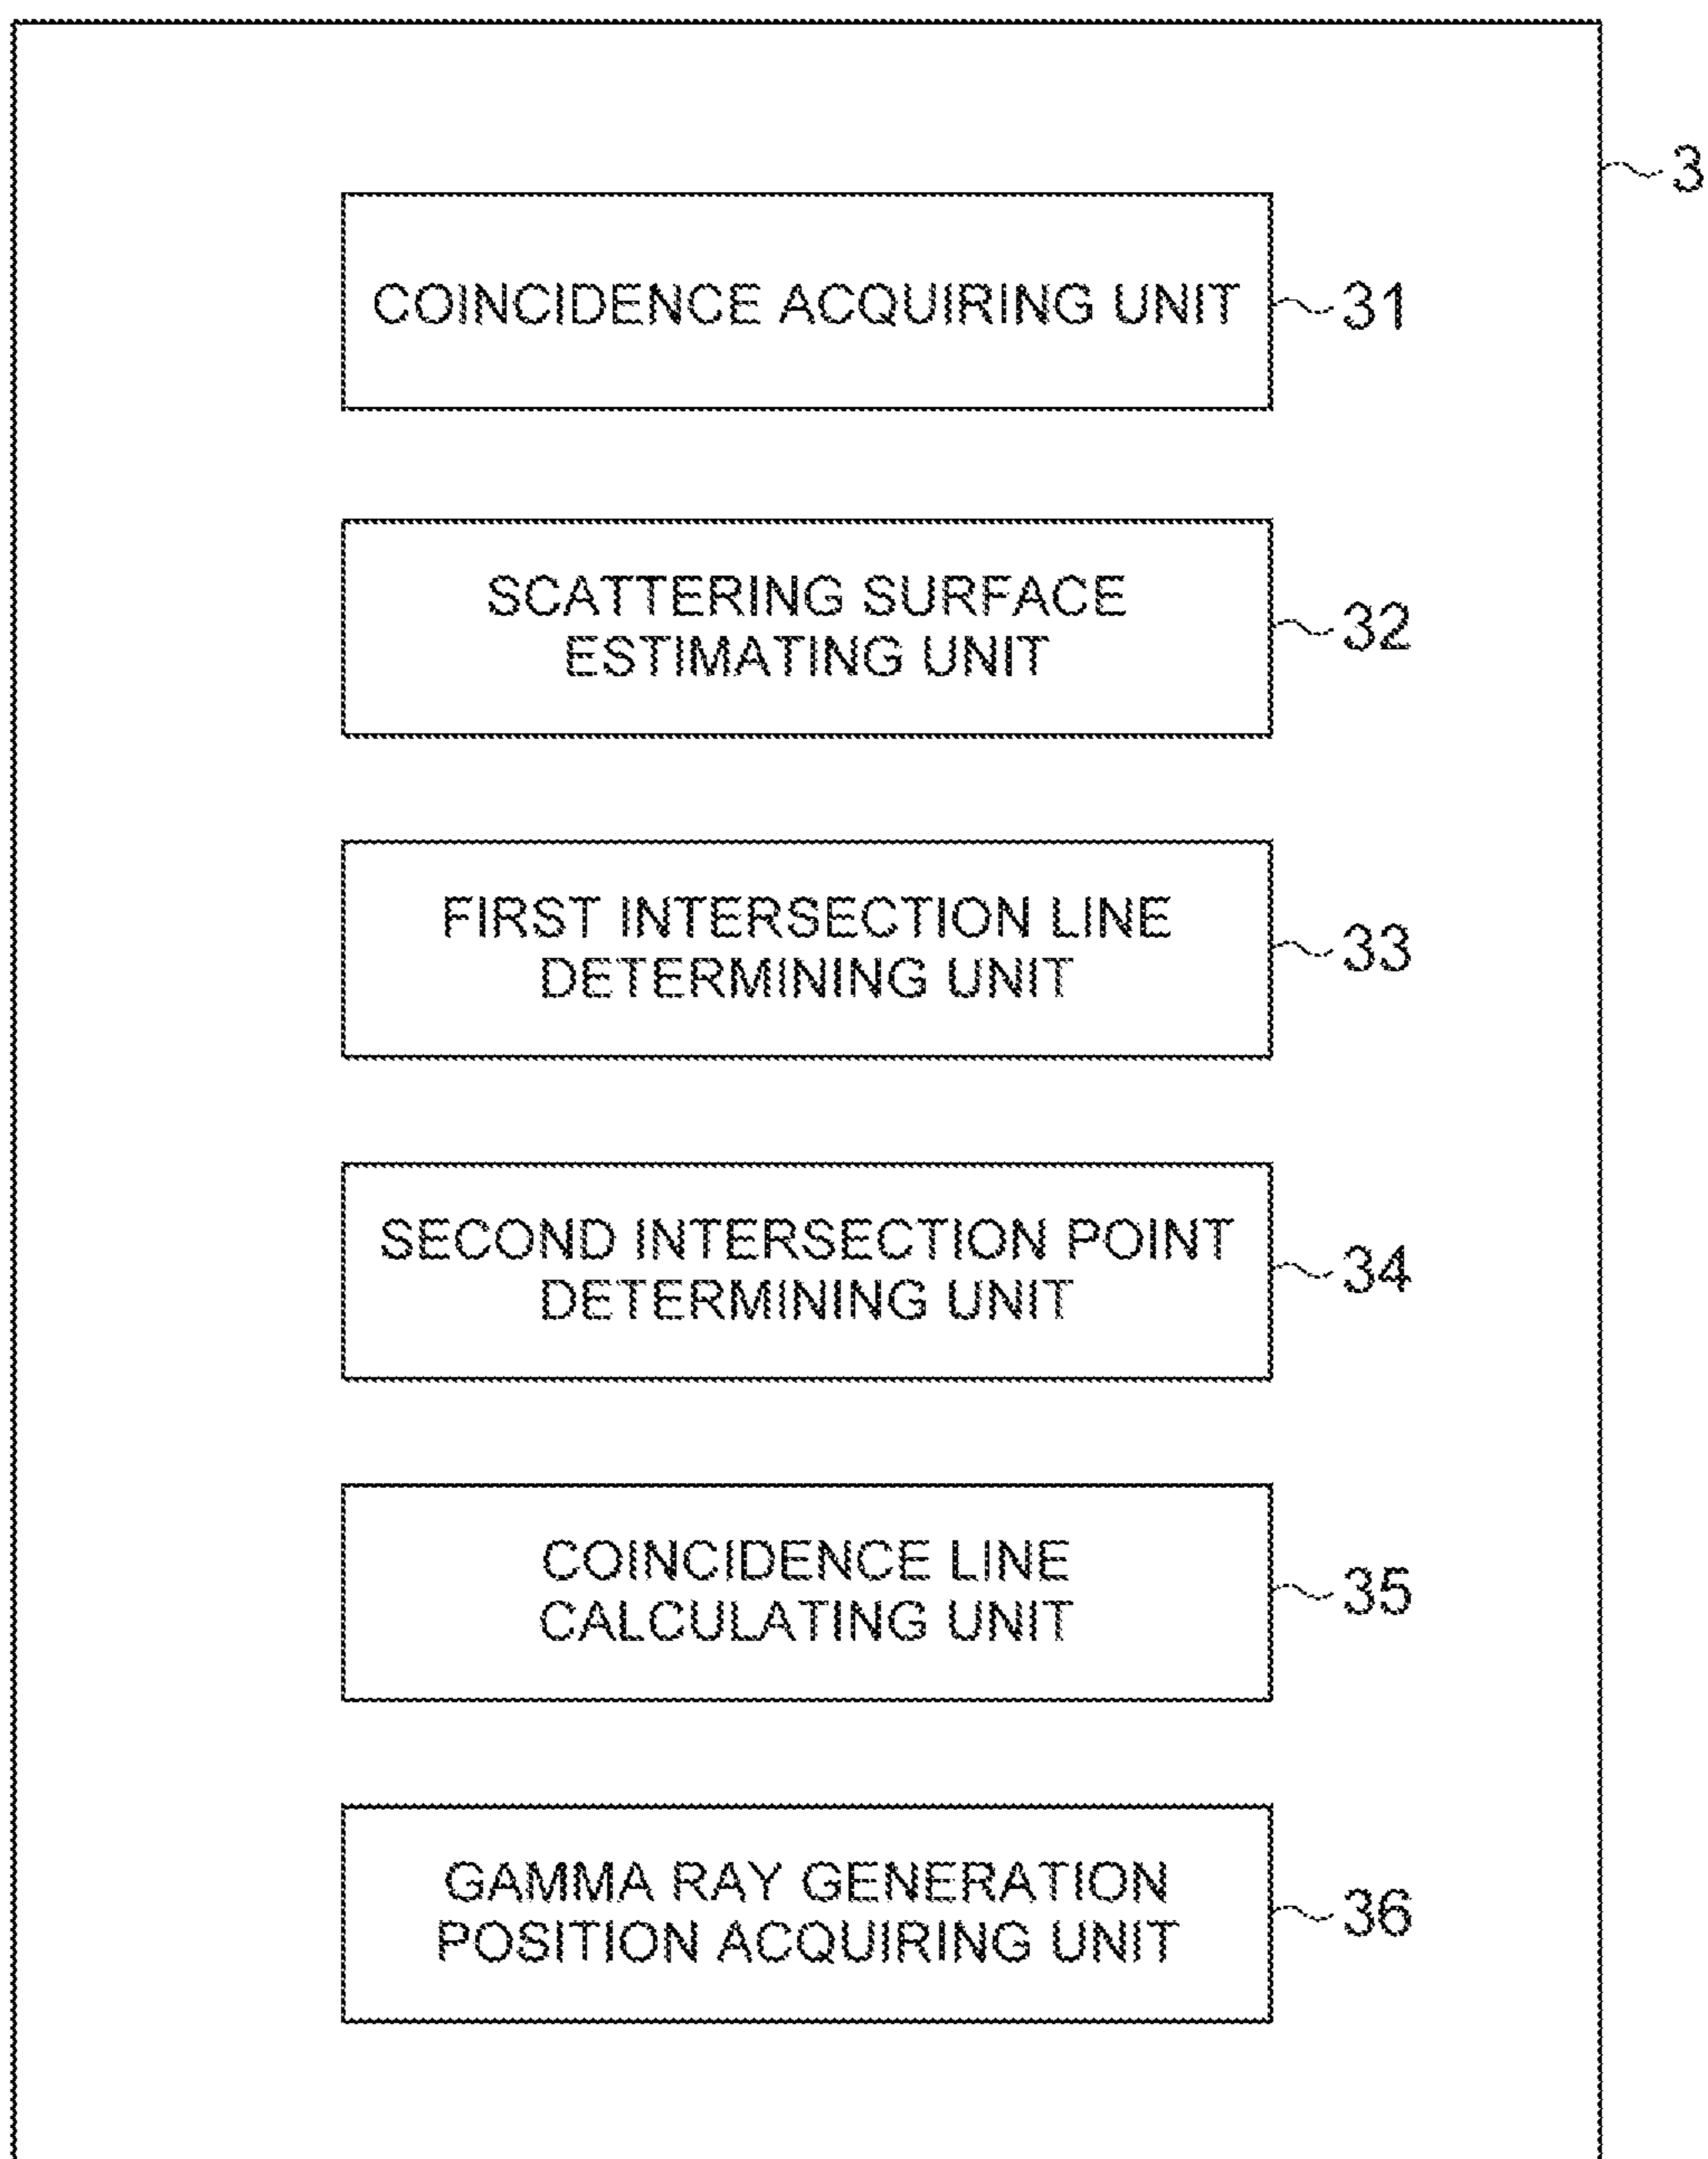 3
COINCIDENCE ACQUIRING UNIT
31
SCATTERING SURFACE
ESTIMATING UNIT
32
FIRST INTERSECTION LINE
DETERMINING UNIT
33
SECOND INTERSECTION POINT
DETERMINING UNIT
34
COINCIDENCE LINE
CALCULATING UNIT
35
GAMMA RAY GENERATION
POSITION ACQUIRING UNIT
36